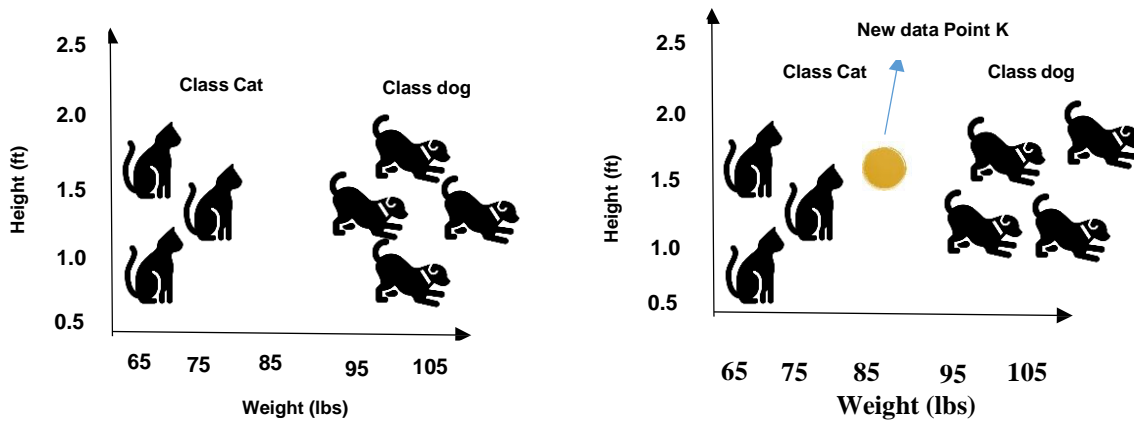 2.5
Class Cat
Class dog
2.0
1.5
1.0
0.5
Height (ft)
65 75 85 95 105
Weight (lbs)
2.5
New data Point K
Class Cat
Class dog
2.0
1.5
1.0
0.5
Height (ft)
65 75 85 95 105
Weight (lbs)